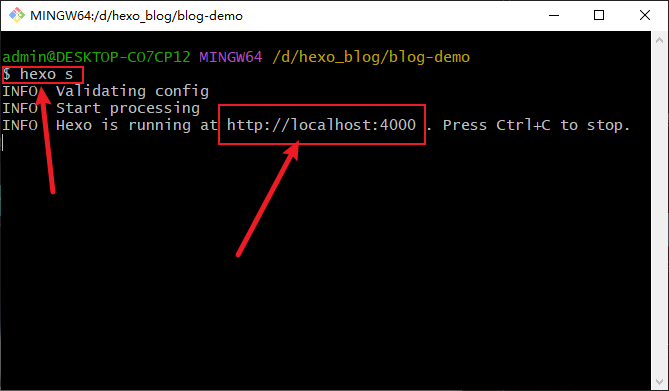 MINGW64:/d/hexo_blog/blog-demo
admin@DESKTOP-CO7CP12 MINGW64 /d/hexo_blog/blog-demo
$ hexo s
INFO  Validating config
INFO  Start processing
INFO  Hexo is running at http://localhost:4000 . Press Ctrl+C to stop.